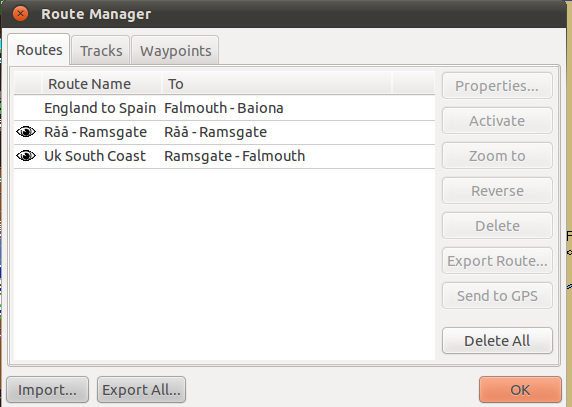 Route Manager
Routes Tracks Waypoints
Route Name To
England to Spain Falmouth - Baiona
Råå - Ramsgate Råå - Ramsgate
Uk South Coast Ramsgate - Falmouth
Properties...
Activate
Zoom to
Reverse
Delete
Export Route...
Send to GPS
Delete All
Import... Export All... OK